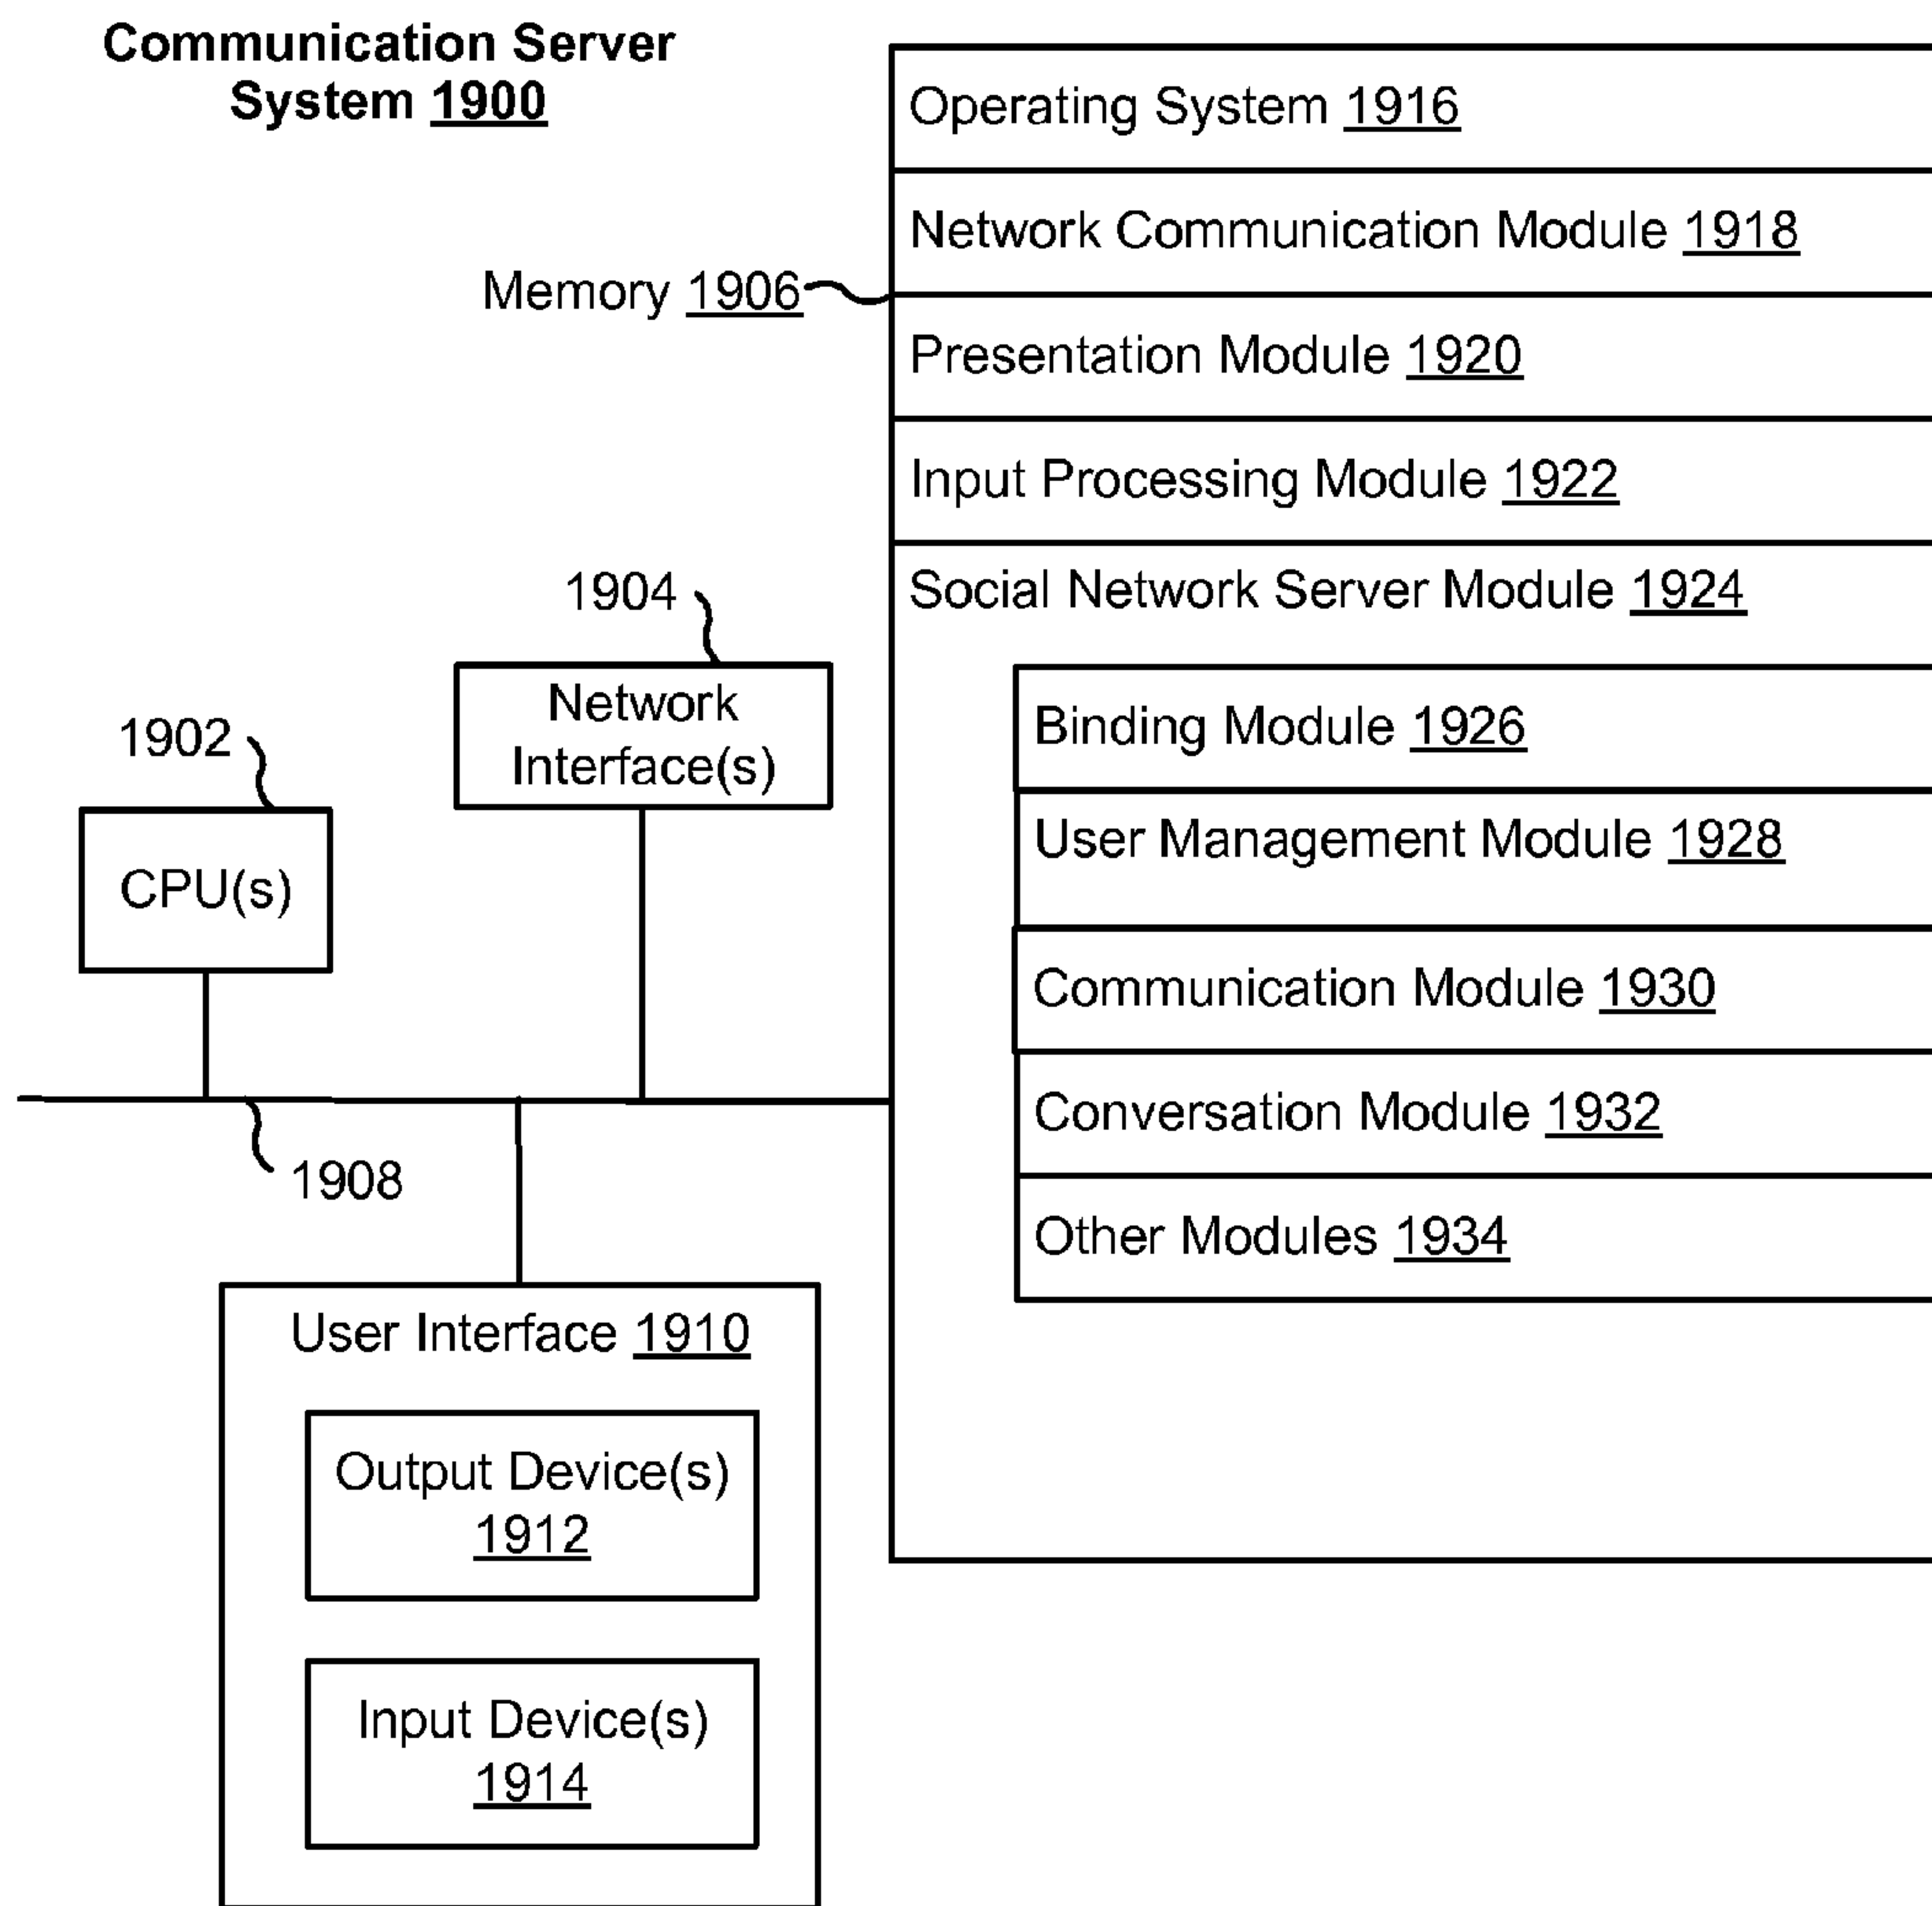 Communication Server
System 1900
Operating System 1916
Network Communication Module 1918
Memory 1906
Presentation Module 1920
Input Processing Module 1922
Social Network Server Module 1924
1904
Network
Interface(s)
Binding Module 1926
1902
User Management Module 1928
CPU(s)
Communication Module 1930
Conversation Module 1932
1908
Other Modules 1934
User Interface 1910
Output Device(s)
1912
Input Device(s)
1914